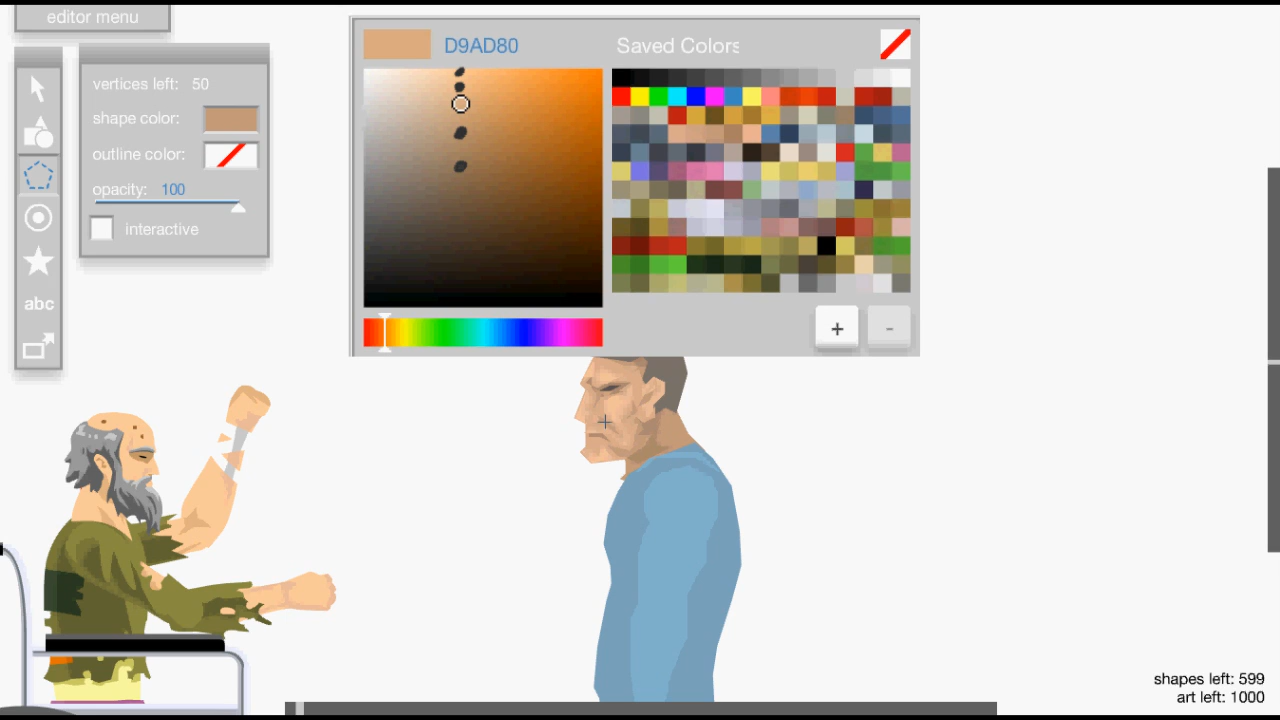 editor menu
D9AD80
Saved Colors
vertices left: 50
shape color:
outline color:
opacity: 100
interactive
abc
+
-
shapes left: 599
art left: 1000